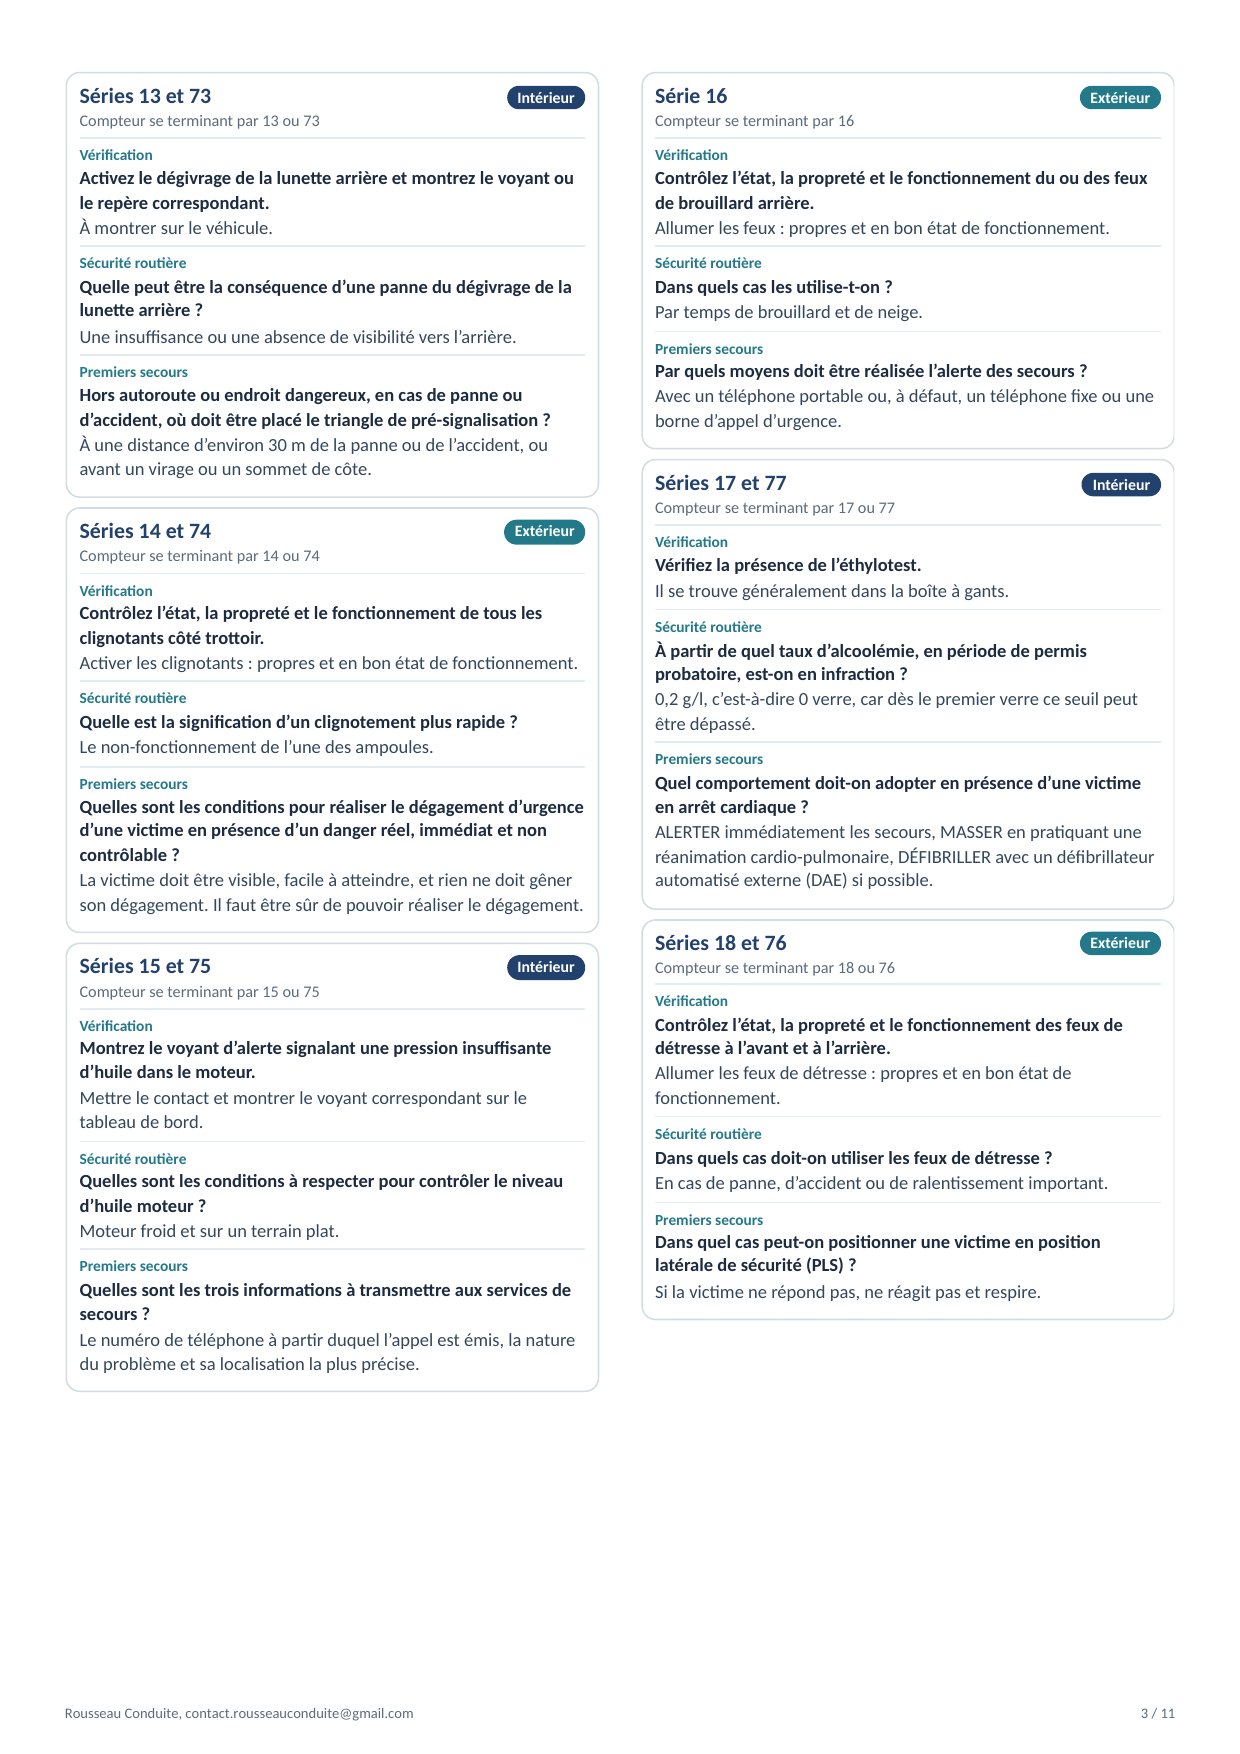 Séries 13 et 73
Intérieur
Compteur se terminant par 13 ou 73
Vérification
Activez le dégivrage de la lunette arrière et montrez le voyant ou
le repère correspondant.
À montrer sur le véhicule.
Sécurité routière
Quelle peut être la conséquence d’une panne du dégivrage de la
lunette arrière ?
Une insuffisance ou une absence de visibilité vers l’arrière.
Premiers secours
Hors autoroute ou endroit dangereux, en cas de panne ou
d’accident, où doit être placé le triangle de pré-signalisation ?
À une distance d’environ 30 m de la panne ou de l’accident, ou
avant un virage ou un sommet de côte.
Séries 14 et 74
Extérieur
Compteur se terminant par 14 ou 74
Vérification
Contrôlez l’état, la propreté et le fonctionnement de tous les
clignotants côté trottoir.
Activer les clignotants : propres et en bon état de fonctionnement.
Sécurité routière
Quelle est la signification d’un clignotement plus rapide ?
Le non-fonctionnement de l’une des ampoules.
Premiers secours
Quelles sont les conditions pour réaliser le dégagement d’urgence
d’une victime en présence d’un danger réel, immédiat et non
contrôlable ?
La victime doit être visible, facile à atteindre, et rien ne doit gêner
son dégagement. Il faut être sûr de pouvoir réaliser le dégagement.
Séries 15 et 75
Intérieur
Compteur se terminant par 15 ou 75
Vérification
Montrez le voyant d’alerte signalant une pression insuffisante
d’huile dans le moteur.
Mettre le contact et montrer le voyant correspondant sur le
tableau de bord.
Sécurité routière
Quelles sont les conditions à respecter pour contrôler le niveau
d’huile moteur ?
Moteur froid et sur un terrain plat.
Premiers secours
Quelles sont les trois informations à transmettre aux services de
secours ?
Le numéro de téléphone à partir duquel l’appel est émis, la nature
du problème et sa localisation la plus précise.
Série 16
Extérieur
Compteur se terminant par 16
Vérification
Contrôlez l’état, la propreté et le fonctionnement du ou des feux
de brouillard arrière.
Allumer les feux : propres et en bon état de fonctionnement.
Sécurité routière
Dans quels cas les utilise-t-on ?
Par temps de brouillard et de neige.
Premiers secours
Par quels moyens doit être réalisée l’alerte des secours ?
Avec un téléphone portable ou, à défaut, un téléphone fixe ou une
borne d’appel d’urgence.
Séries 17 et 77
Intérieur
Compteur se terminant par 17 ou 77
Vérification
Vérifiez la présence de l’éthylotest.
Il se trouve généralement dans la boîte à gants.
Sécurité routière
À partir de quel taux d’alcoolémie, en période de permis
probatoire, est-on en infraction ?
0,2 g/l, c’est-à-dire 0 verre, car dès le premier verre ce seuil peut
être dépassé.
Premiers secours
Quel comportement doit-on adopter en présence d’une victime
en arrêt cardiaque ?
ALERTER immédiatement les secours, MASSER en pratiquant une
réanimation cardio-pulmonaire, DÉFIBRILLER avec un défibrillateur
automatisé externe (DAE) si possible.
Séries 18 et 76
Extérieur
Compteur se terminant par 18 ou 76
Vérification
Contrôlez l’état, la propreté et le fonctionnement des feux de
détresse à l’avant et à l’arrière.
Allumer les feux de détresse : propres et en bon état de
fonctionnement.
Sécurité routière
Dans quels cas doit-on utiliser les feux de détresse ?
En cas de panne, d’accident ou de ralentissement important.
Premiers secours
Dans quel cas peut-on positionner une victime en position
latérale de sécurité (PLS) ?
Si la victime ne répond pas, ne réagit pas et respire.
Rousseau Conduite, contact.rousseauconduite@gmail.com
3 / 11